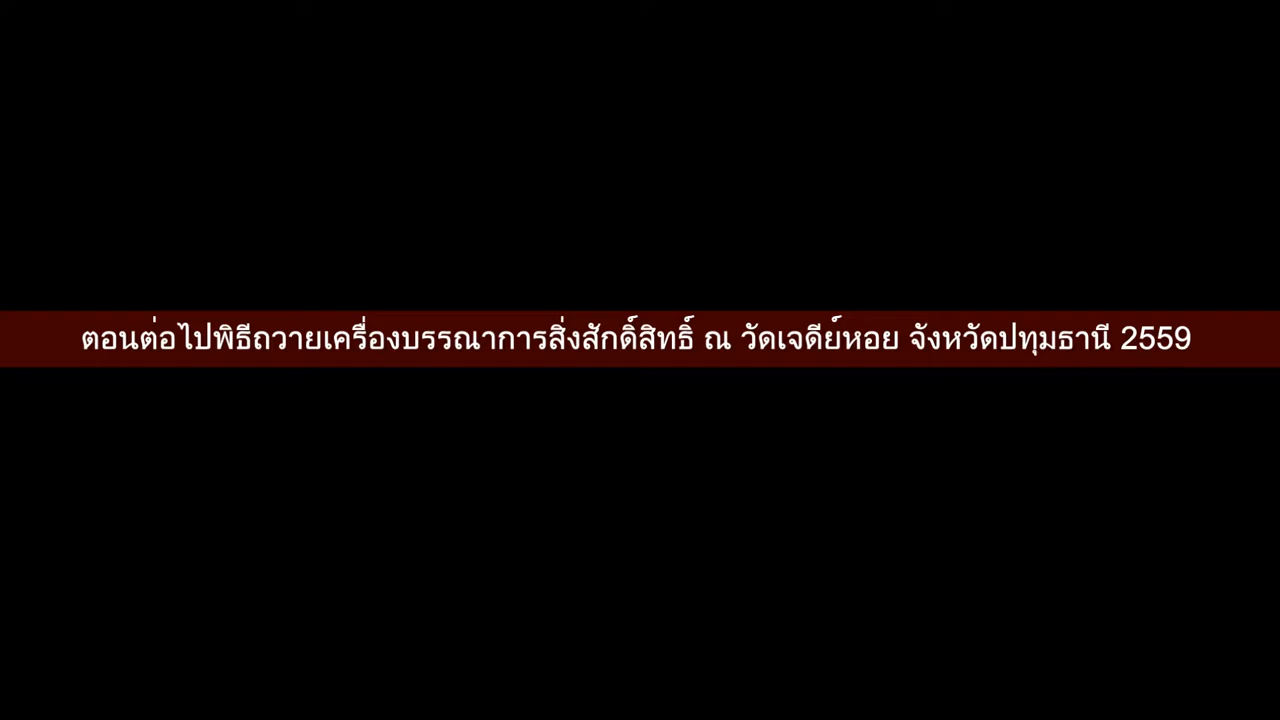 ตอนต่อไปพิธีถวายเครื่องบรรณาการสิ่งสักดิ์สิทธิ์ ณ วัดเจดีย์หอย จังหวัดปทุมธานี 2559